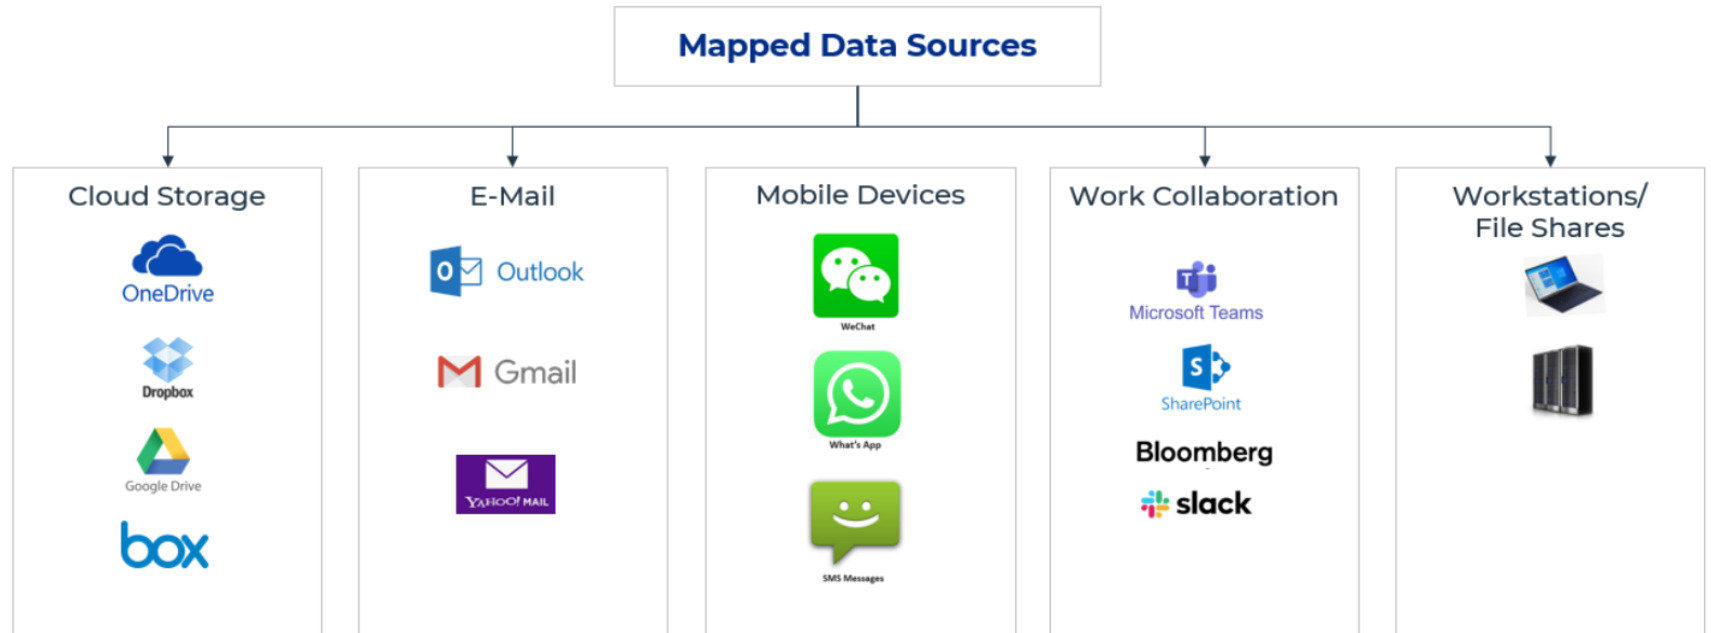 Mapped Data Sources
Cloud Storage
OneDrive
Dropbox
Google Drive
box
E-Mail
Outlook
Gmail
YAHOO! MAIL
Mobile Devices
WeChat
What's App
SMS Messages
Work Collaboration
Microsoft Teams
SharePoint
Bloomberg
slack
Workstations/
File Shares